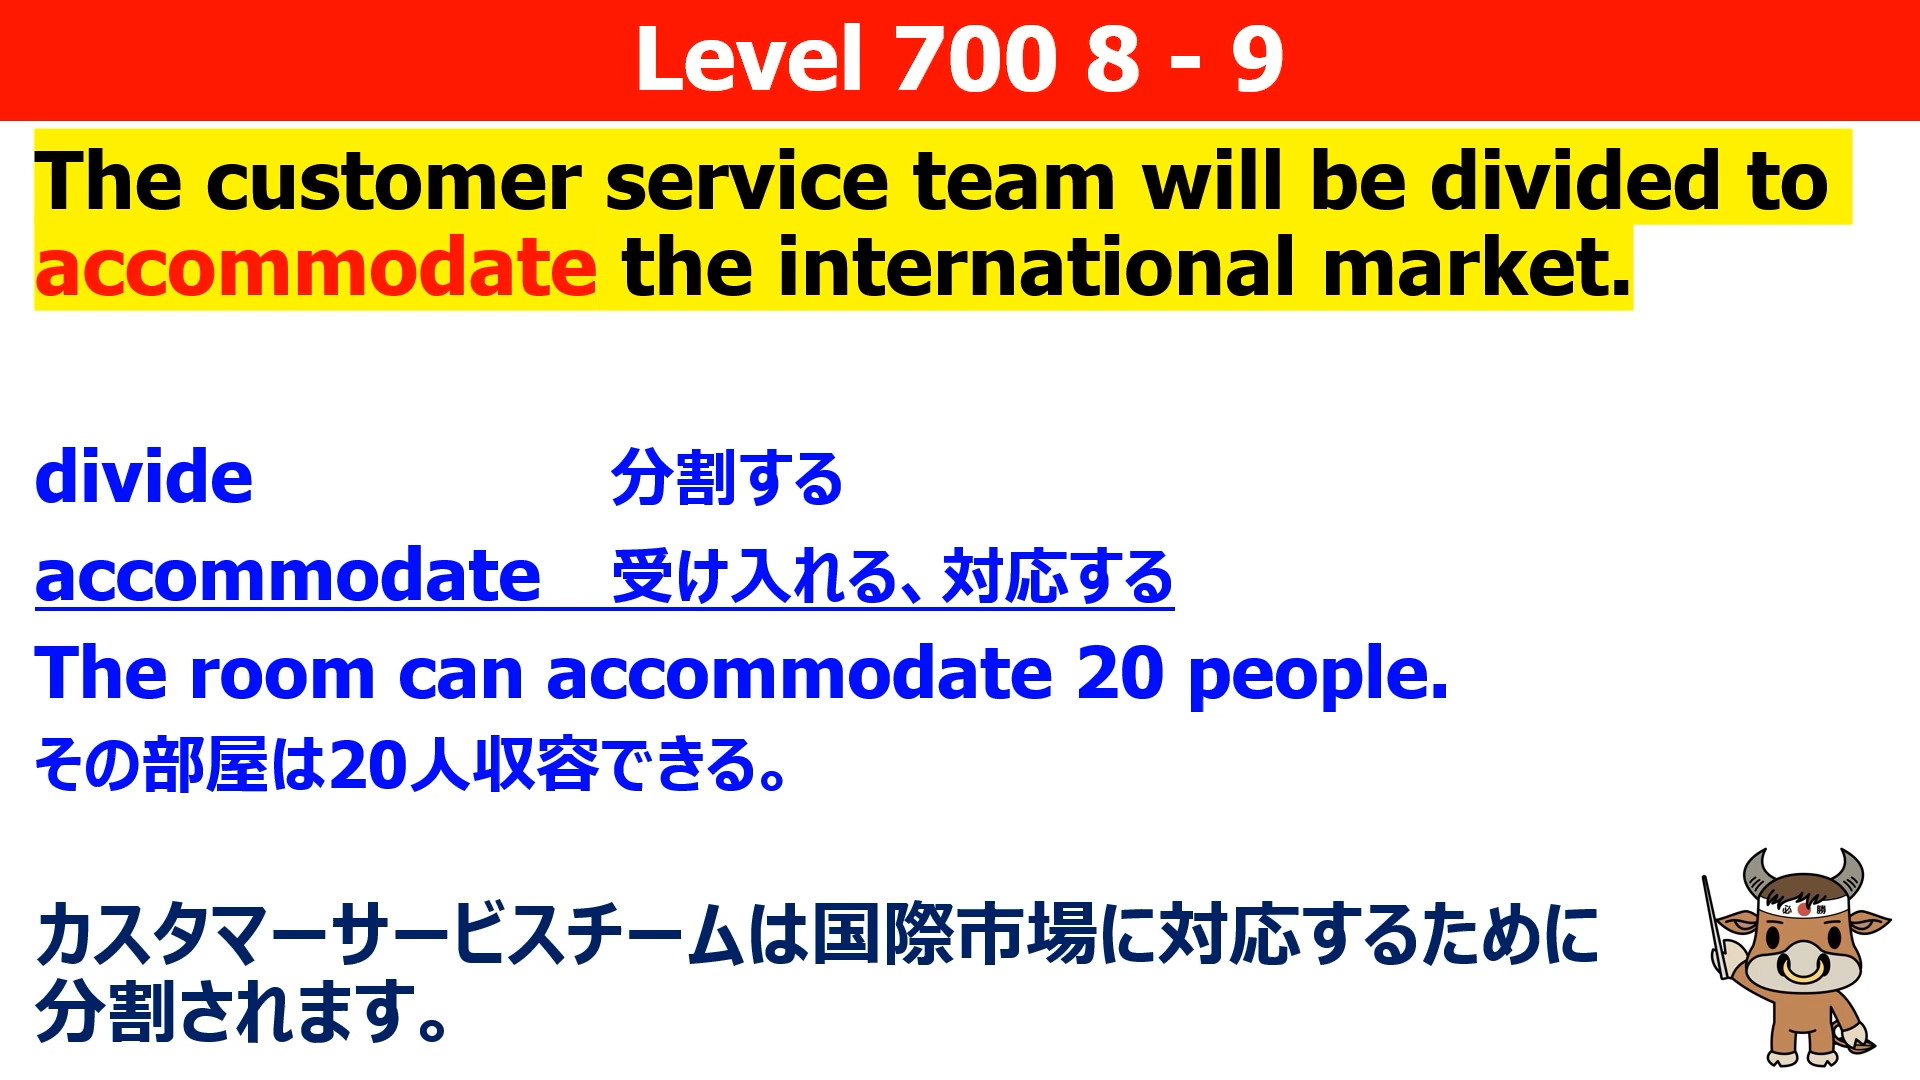 Level 700 8 - 9
The customer service team will be divided to
accommodate the international market.
divide 分割する
accommodate 受け入れる、対応する
The room can accommodate 20 people.
その部屋は20人収容できる。
カスタマーサービスチームは国際市場に対応するために
分割されます。
必勝